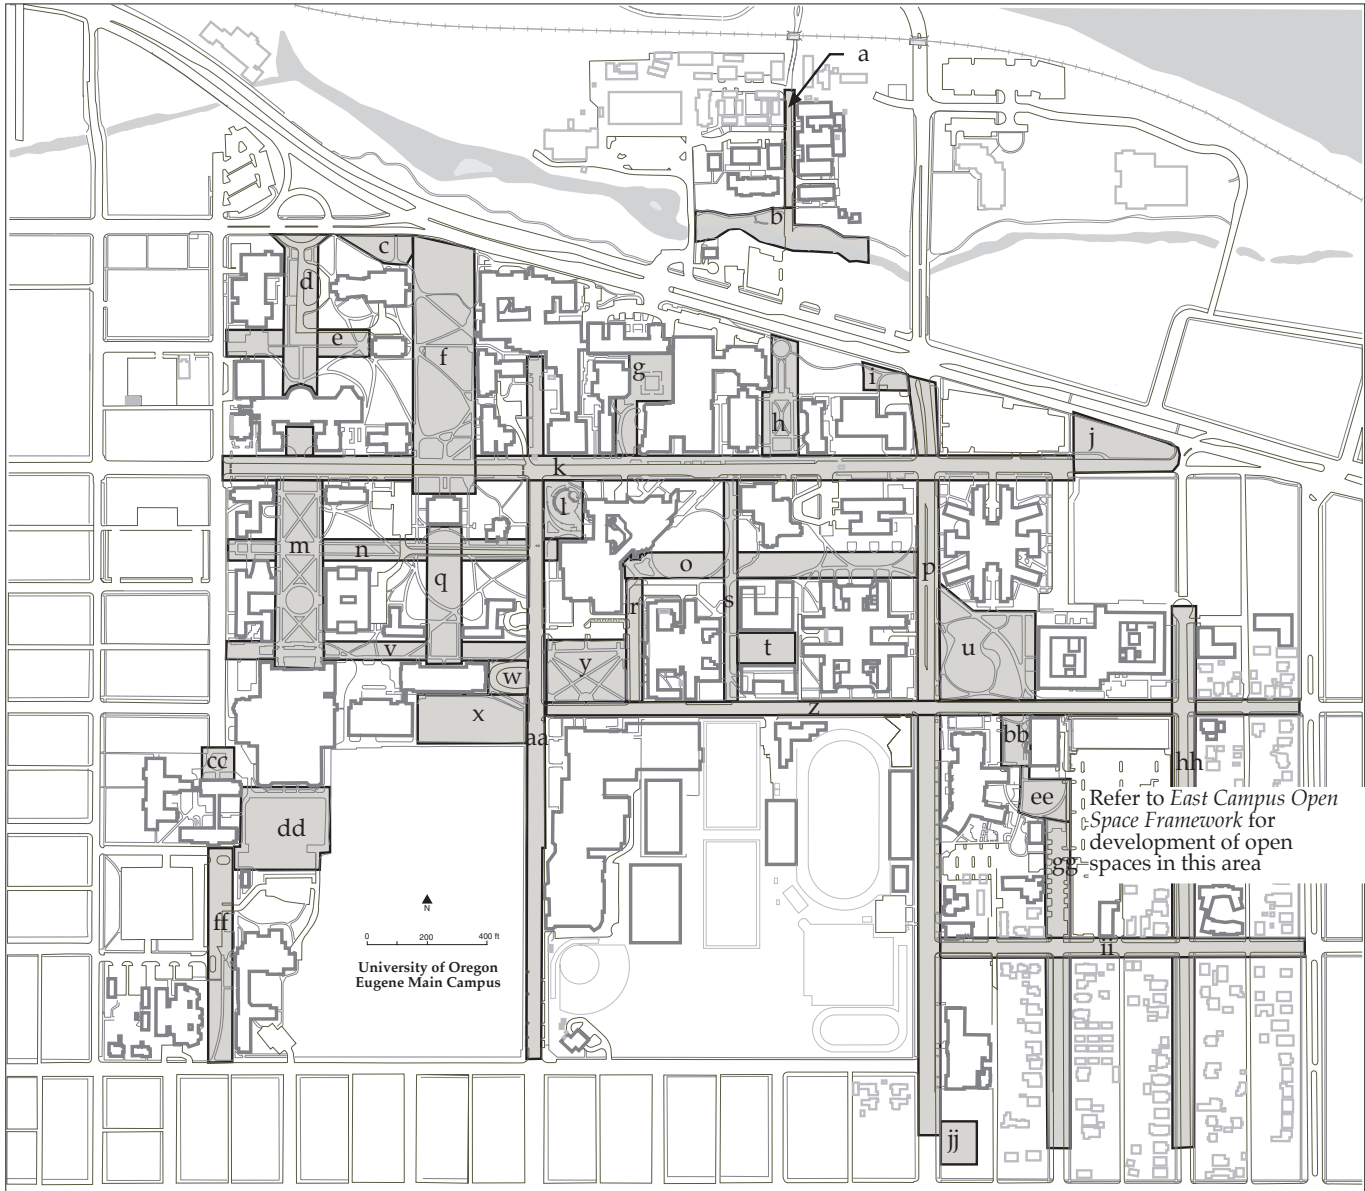 a
b
c
d
e
f
g
h
i
j
k
l
m
n
o
p
q
r
s
t
u
v
w
x
y
z
aa
bb
cc
dd
ee
ff
gg
hh
Refer to East Campus Open
Space Framework for
development of open
spaces in this area
ii
jj
N
0 200 400 ft
University of Oregon
Eugene Main Campus